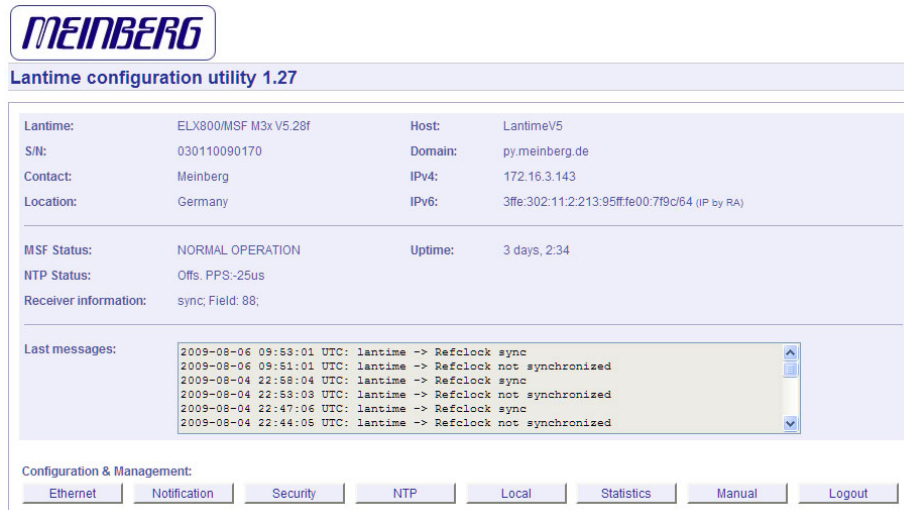 MEINBERG
Lantime configuration utility 1.27
Lantime: ELX800/MSF M3x V5.28f Host: LantimeV5
S/N: 030110090170 Domain: py.meinberg.de
Contact: Meinberg IPv4: 172.16.3.143
Location: Germany IPv6: 3ffe:302:11:2:213:95ff:fe00:7f9c/64 (IP by RA)
MSF Status: NORMAL OPERATION Uptime: 3 days, 2:34
NTP Status: Offs. PPS:-25us
Receiver information: sync; Field: 88;
Last messages:
2009-08-06 09:53:01 UTC: lantime -> Refclock sync
2009-08-06 09:51:01 UTC: lantime -> Refclock not synchronized
2009-08-04 22:58:04 UTC: lantime -> Refclock sync
2009-08-04 22:53:03 UTC: lantime -> Refclock not synchronized
2009-08-04 22:47:06 UTC: lantime -> Refclock sync
2009-08-04 22:44:05 UTC: lantime -> Refclock not synchronized
Configuration & Management:
Ethernet Notification Security NTP Local Statistics Manual Logout